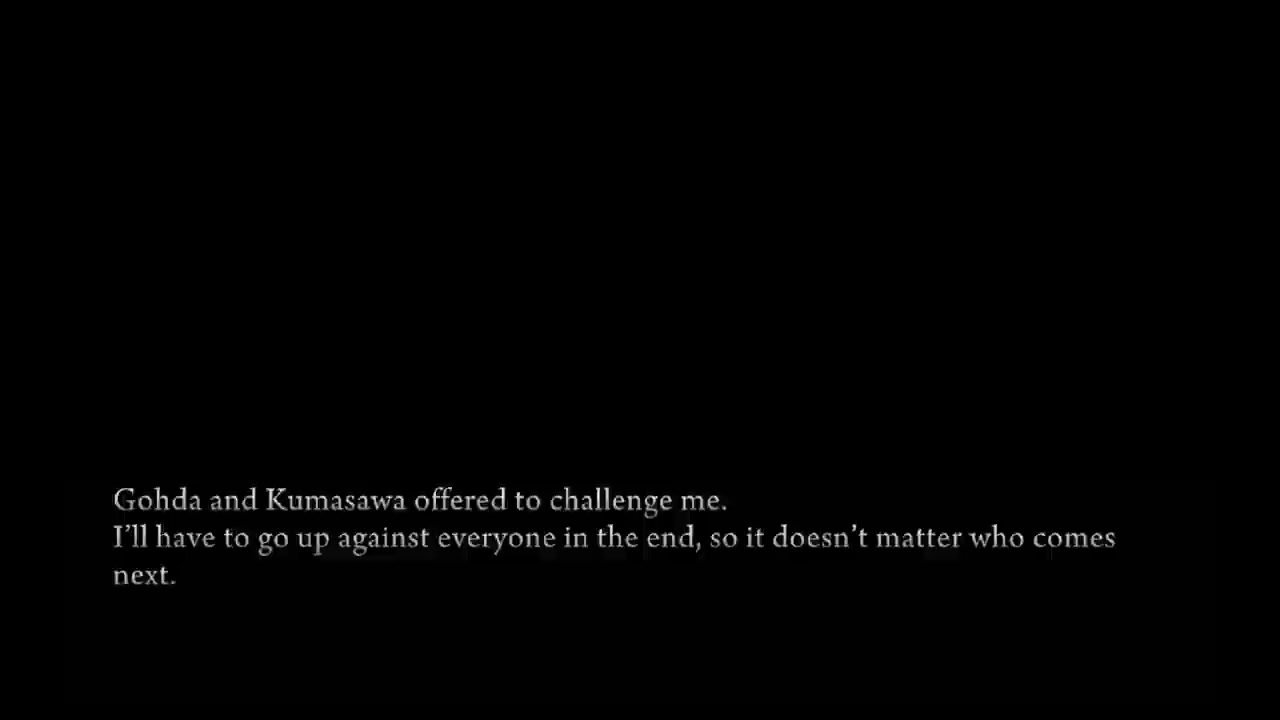 Gohda and Kumasawa offered to challenge me.
I’ll have to go up against everyone in the end, so it doesn’t matter who comes
next.